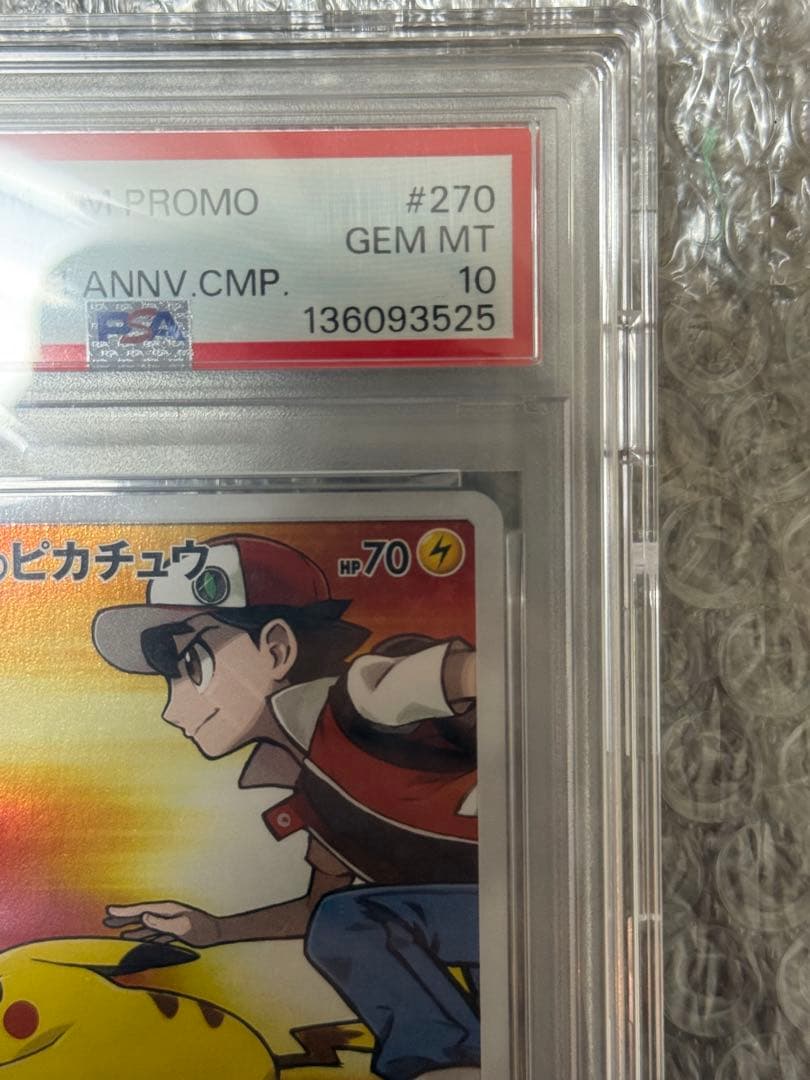 PROMO #270
GEM MT
ANNV.CMP. 10
PSA 136093525
ピカチュウ HP70